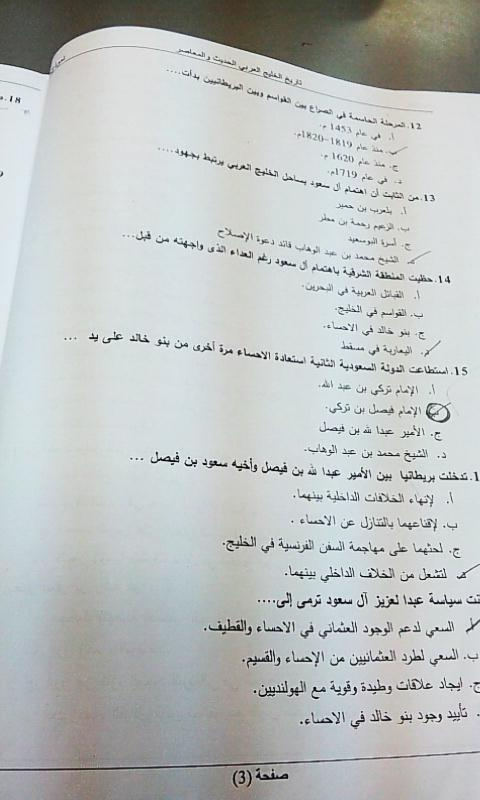 تاريخ الخليج العربي الحديث والمعاصر
12. المرحلة الحاسمة في الصراع بين القواسم وبين البريطانيين بدأت....
أ. في عام 1453 م.
ب. منذ عام 1819-1820م.
ج. منذ عام 1620 م.
د. في عام 1719م.
13. من الثابت أن اهتمام آل سعود بساحل الخليج العربي يرتبط بجهود....
أ. بلعرب بن حمير
ب. الزعيم رحمة بن مطر
ج. أسرة البوسعيد
الشيخ محمد بن عبد الوهاب قائد دعوة الإصلاح
14. حظيت المنطقة الشرقية باهتمام آل سعود رغم العداء الذى واجهته من قبل...
أ. القبائل العربية في البحرين.
ب. القواسم في الخليج.
ج. بنو خالد في الاحساء.
د. اليعاربة في مسقط
15. استطاعت الدولة السعودية الثانية استعادة الاحساء مرة أخرى من بنو خالد على يد ...
أ. الإمام تركي بن عبد الله.
ب. الإمام فيصل بن تركي.
ج. الأمير عبدا لله بن فيصل
د. الشيخ محمد بن عبد الوهاب.
1. تدخلت بريطانيا بين الأمير عبدا لله بن فيصل وأخيه سعود بن فيصل ...
أ. لإنهاء الخلافات الداخلية بينهما.
ب. لإقناعهما بالتنازل عن الاحساء .
ج. لحثهما على مهاجمة السفن الفرنسية في الخليج.
لتشعل من الخلاف الداخلي بينهما.
نت سياسة عبدا لعزيز آل سعود ترمى إلى....
أ. السعي لدعم الوجود العثماني في الاحساء والقطيف.
ب. السعي لطرد العثمانيين من الإحساء والقسيم.
ج. ايجاد علاقات وطيدة وقوية مع الهولنديين.
. تأييد وجود بنو خالد في الاحساء.
صفحة (3)
18.